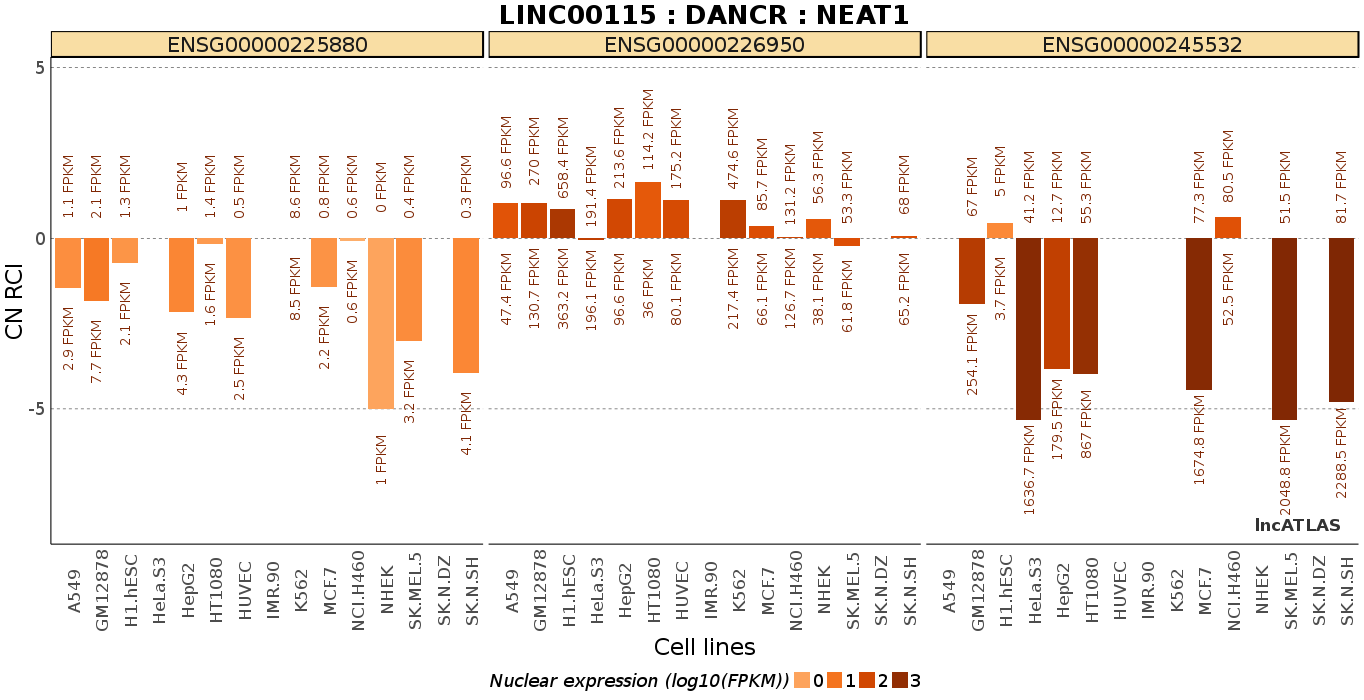 LINC00115 : DANCR : NEAT1
ENSG00000225880 ENSG00000226950 ENSG00000245532
CN RCI
5
0
-5
1.1 FPKM 2.1 FPKM 1.3 FPKM 1 FPKM 1.4 FPKM 0.5 FPKM 8.6 FPKM 0.8 FPKM 0.6 FPKM 0 FPKM 0.4 FPKM 0.3 FPKM
2.9 FPKM 7.7 FPKM 2.1 FPKM 4.3 FPKM 1.6 FPKM 2.5 FPKM 8.5 FPKM 2.2 FPKM 0.6 FPKM 1 FPKM 3.2 FPKM 4.1 FPKM
96.6 FPKM 270 FPKM 658.4 FPKM 191.4 FPKM 213.6 FPKM 114.2 FPKM 175.2 FPKM 474.6 FPKM 85.7 FPKM 131.2 FPKM 56.3 FPKM 53.3 FPKM 68 FPKM
47.4 FPKM 130.7 FPKM 363.2 FPKM 196.1 FPKM 96.6 FPKM 36 FPKM 80.1 FPKM 217.4 FPKM 66.1 FPKM 126.7 FPKM 38.1 FPKM 61.8 FPKM 65.2 FPKM
67 FPKM 5 FPKM 41.2 FPKM 12.7 FPKM 55.3 FPKM 77.3 FPKM 80.5 FPKM 51.5 FPKM 81.7 FPKM
254.1 FPKM 3.7 FPKM 1636.7 FPKM 179.5 FPKM 867 FPKM 1674.8 FPKM 52.5 FPKM 2048.8 FPKM 2288.5 FPKM
lncATLAS
A549 GM12878 H1.hESC HeLa.S3 HepG2 HT1080 HUVEC IMR.90 K562 MCF.7 NCI.H460 NHEK SK.MEL.5 SK.N.DZ SK.N.SH
A549 GM12878 H1.hESC HeLa.S3 HepG2 HT1080 HUVEC IMR.90 K562 MCF.7 NCI.H460 NHEK SK.MEL.5 SK.N.DZ SK.N.SH
A549 GM12878 H1.hESC HeLa.S3 HepG2 HT1080 HUVEC IMR.90 K562 MCF.7 NCI.H460 NHEK SK.MEL.5 SK.N.DZ SK.N.SH
Cell lines
Nuclear expression (log10(FPKM)) 0 1 2 3